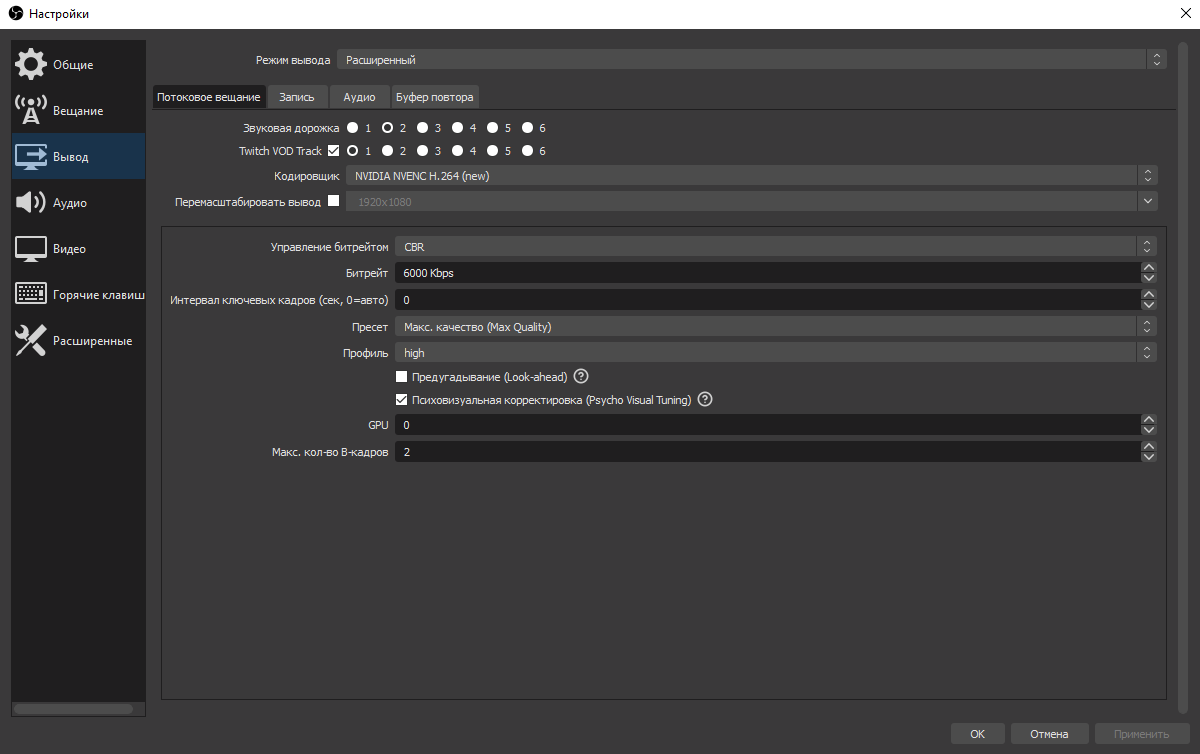 Настройки
Общие
Вещание
Вывод
Аудио
Видео
Горячие клавиш
Расширенные
Режим вывода Расширенный
Потоковое вещание Запись Аудио Буфер повтора
Звуковая дорожка 1 2 3 4 5 6
Twitch VOD Track 1 2 3 4 5 6
Кодировщик NVIDIA NVENC H.264 (new)
Перемасштабировать вывод 1920x1080
Управление битрейтом CBR
Битрейт 6000 Kbps
Интервал ключевых кадров (сек, 0=авто) 0
Пресет Макс. качество (Max Quality)
Профиль high
Предугадывание (Look-ahead) ?
Психовизуальная корректировка (Psycho Visual Tuning) ?
GPU 0
Макс. кол-во B-кадров 2
OK Отмена Применить